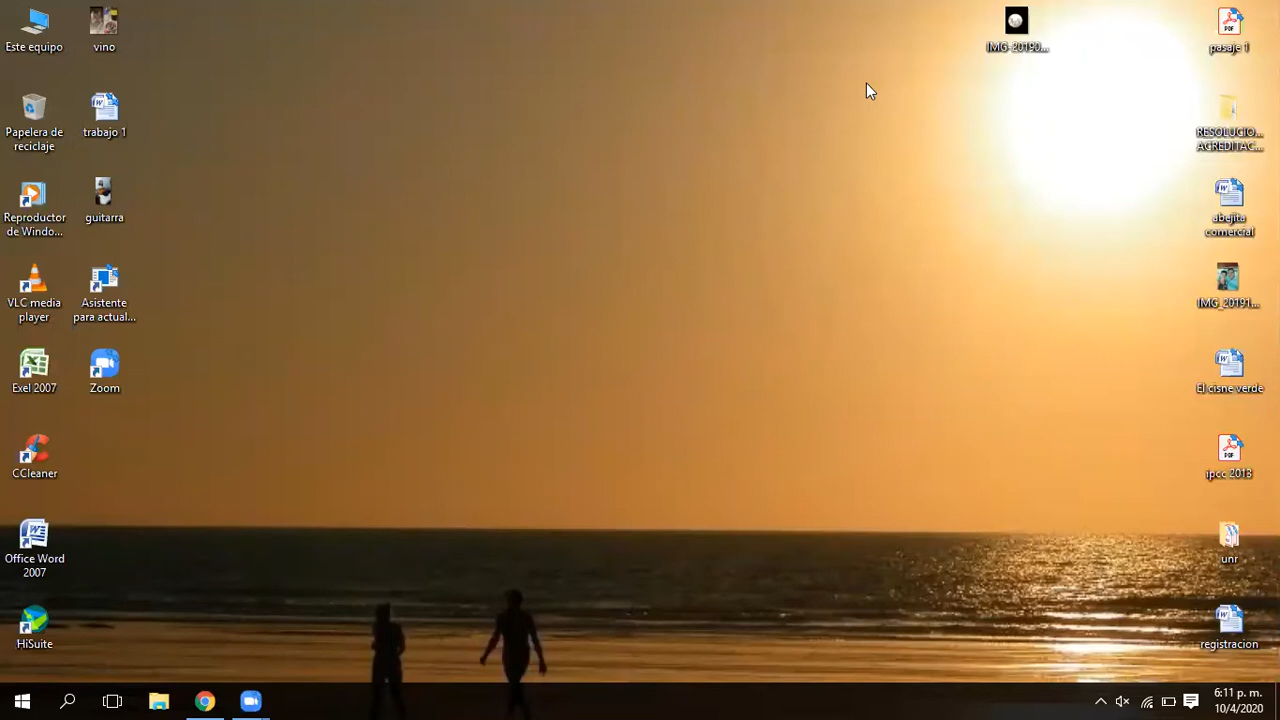 Este equipo
vino
IMG-20190...
pasaje 1
Papelera de
reciclaje
trabajo 1
RESOLUCIO...
ACREDITAC...
Reproductor
de Windo...
guitarra
abejita
comercial
VLC media
player
Asistente
para actual...
IMG_20191...
Exel 2007
Zoom
El cisne verde
CCleaner
ipcc 2013
PDF
PDF
Office Word
2007
unr
HiSuite
registracion
6:11 p. m.
10/4/2020